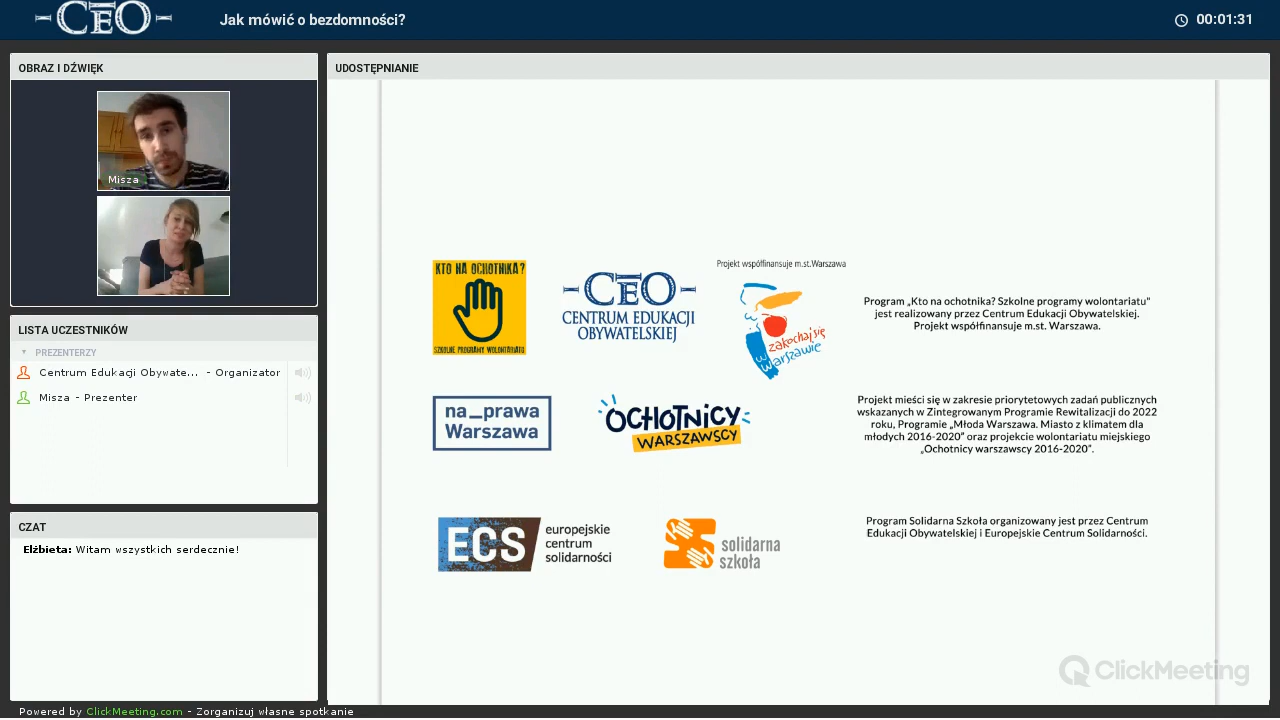 CEO
Jak mówić o bezdomności?
00:01:31
OBRAZ I DŹWIĘK
Misza
LISTA UCZESTNIKÓW
PREZENTERZY
Centrum Edukacji Obywate... - Organizator
Misza - Prezenter
CZAT
Elżbieta: Witam wszystkich serdecznie!
Powered by ClickMeeting.com - Zorganizuj własne spotkanie
UDOSTĘPNIANIE
KTO NA OCHOTNIKA?
SZKOLNE PROGRAMY WOLONTARIATU
CEO
CENTRUM EDUKACJI
OBYWATELSKIEJ
Projekt współfinansuje m.st.Warszawa
zakochaj się
w Warszawie
Program „Kto na ochotnika? Szkolne programy wolontariatu”
jest realizowany przez Centrum Edukacji Obywatelskiej.
Projekt współfinansuje m.st. Warszawa.
na_prawa
Warszawa
OCHOTNICY
WARSZAWSCY
Projekt mieści się w zakresie priorytetowych zadań publicznych
wskazanych w Zintegrowanym Programie Rewitalizacji do 2022
roku, Programie „Młoda Warszawa. Miasto z klimatem dla
młodych 2016-2020” oraz projekcie wolontariatu miejskiego
„Ochotnicy warszawscy 2016-2020”.
ECS
europejskie
centrum
solidarności
solidarna
szkoła
Program Solidarna Szkoła organizowany jest przez Centrum
Edukacji Obywatelskiej i Europejskie Centrum Solidarności.
ClickMeeting